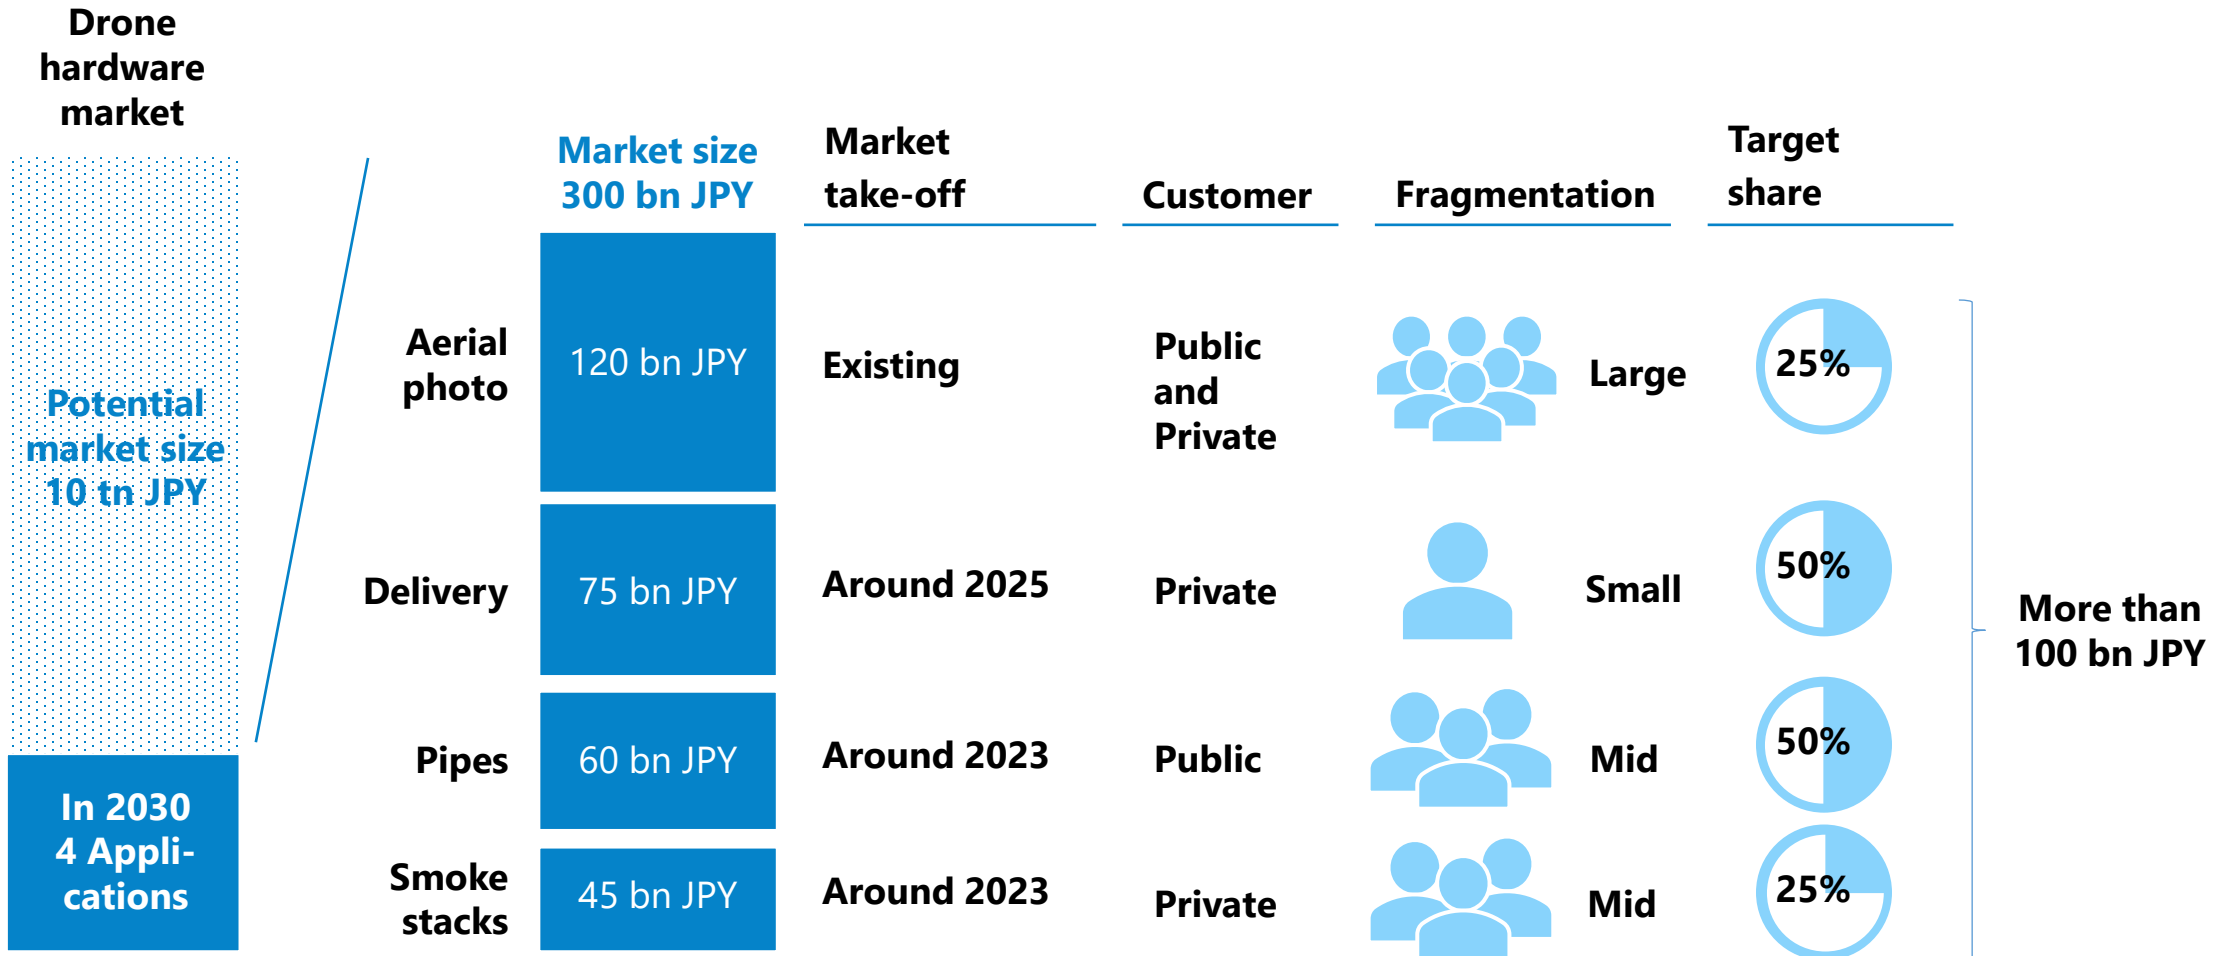 Drone
hardware
market
Potential
market size
10 tn JPY
In 2030
4 Appli-
cations
Market size
300 bn JPY
Market
take-off
Customer
Fragmentation
Target
share
Aerial
photo
120 bn JPY
Existing
Public
and
Private
Large
25%
Delivery
75 bn JPY
Around 2025
Private
Small
50%
Pipes
60 bn JPY
Around 2023
Public
Mid
50%
Smoke
stacks
45 bn JPY
Around 2023
Private
Mid
25%
More than
100 bn JPY